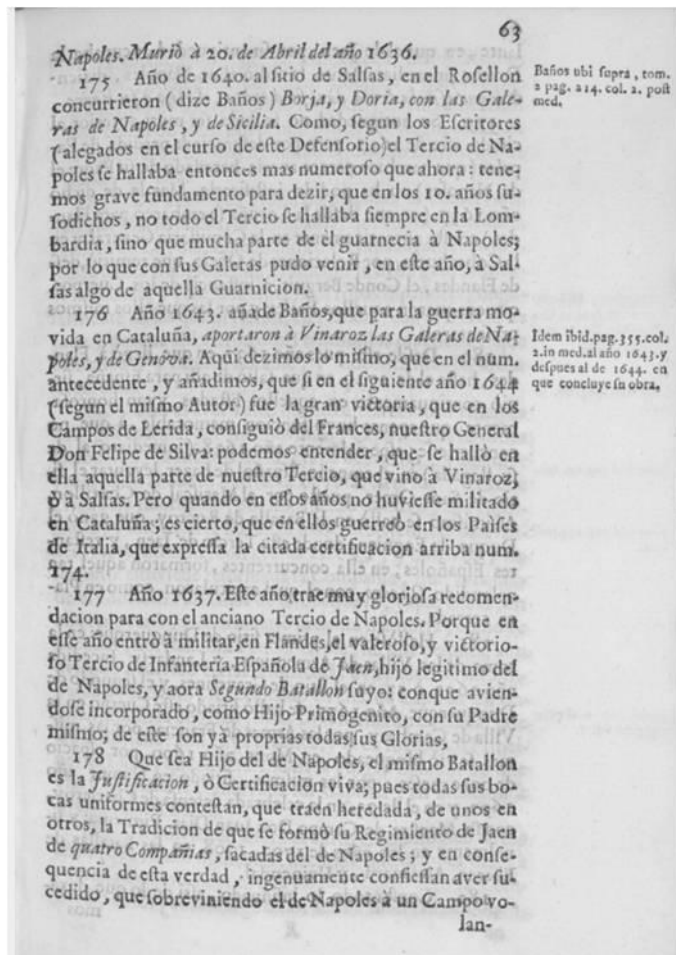 63
Napoles. Muriò à 20. de Abril del año 1636.
175 Año de 1640. al sitio de Salsas, en el Rosellon
concurrieron (dize Baños) Borja, y Doria, con las Gale-
ras de Napoles, y de Sicilia. Como, segun los Escritores
(alegados en el curso de este Defensorio) el Tercio de Na-
poles se hallaba entonces mas numeroso que ahora: tene-
mos grave fundamento para dezir, que en los 10. años su-
sodichos, no todo el Tercio se hallaba siempre en la Lom-
bardia, sino que mucha parte de el guarnecia à Napoles;
por lo que con sus Galeras pudo venir, en este año, à Sal-
sas algo de aquella Guarnicion.
176 Año 1643. añade Baños, que para la guerra mo-
vida en Cataluña, aportaron à Vinaroz las Galeras de Na-
poles, y de Genova. Aqui dezimos lo mismo, que en el num.
antecedente, y añadimos, que si en el siguiente año 1644
(segun el mismo Autor) fue la gran victoria, que en los
Campos de Lerida, consiguiò del Frances, nuestro General
Don Felipe de Silva: podemos entender, que se hallò en
ella aquella parte de nuestro Tercio, que vino à Vinaroz,
ò à Salsas. Pero quando en essos años no huviesse militado
en Cataluña; es cierto, que en ellos guerreò en los Paises
de Italia, que expressa la citada certificacion arriba num.
174.
177 Año 1637. Este año trae muy gloriosa recomen-
dacion para con el anciano Tercio de Napoles. Porque en
esse año entrò à militar, en Flandes, el valeroso, y victorio-
so Tercio de Infanteria Española de Jaen, hijo legitimo del
de Napoles, y aora Segundo Batallon suyo: conque avien-
dose incorporado, como Hijo Primogenito, con su Padre
mismo; de este son yà proprias todas sus Glorias,
178 Que sea Hijo del de Napoles, el mismo Batallon
es la Justificacion, ò Certificacion viva; pues todas sus bo-
cas uniformes contestan, que traen heredada, de unos en
otros, la Tradicion de que se formò su Regimiento de Jaen
de quatro Compañias, sacadas del de Napoles; y en conse-
quencia de esta verdad, ingenuamente confiessan aver su-
cedido, que sobreviniendo el de Napoles à un Campo vo-
lan-
Baños ubi supra, tom.
2 pag. 214. col. 2. post
med.
Idem ibid. pag. 355. col.
2. in med. al año 1643. y
despues al de 1644. en
que concluye su obra.